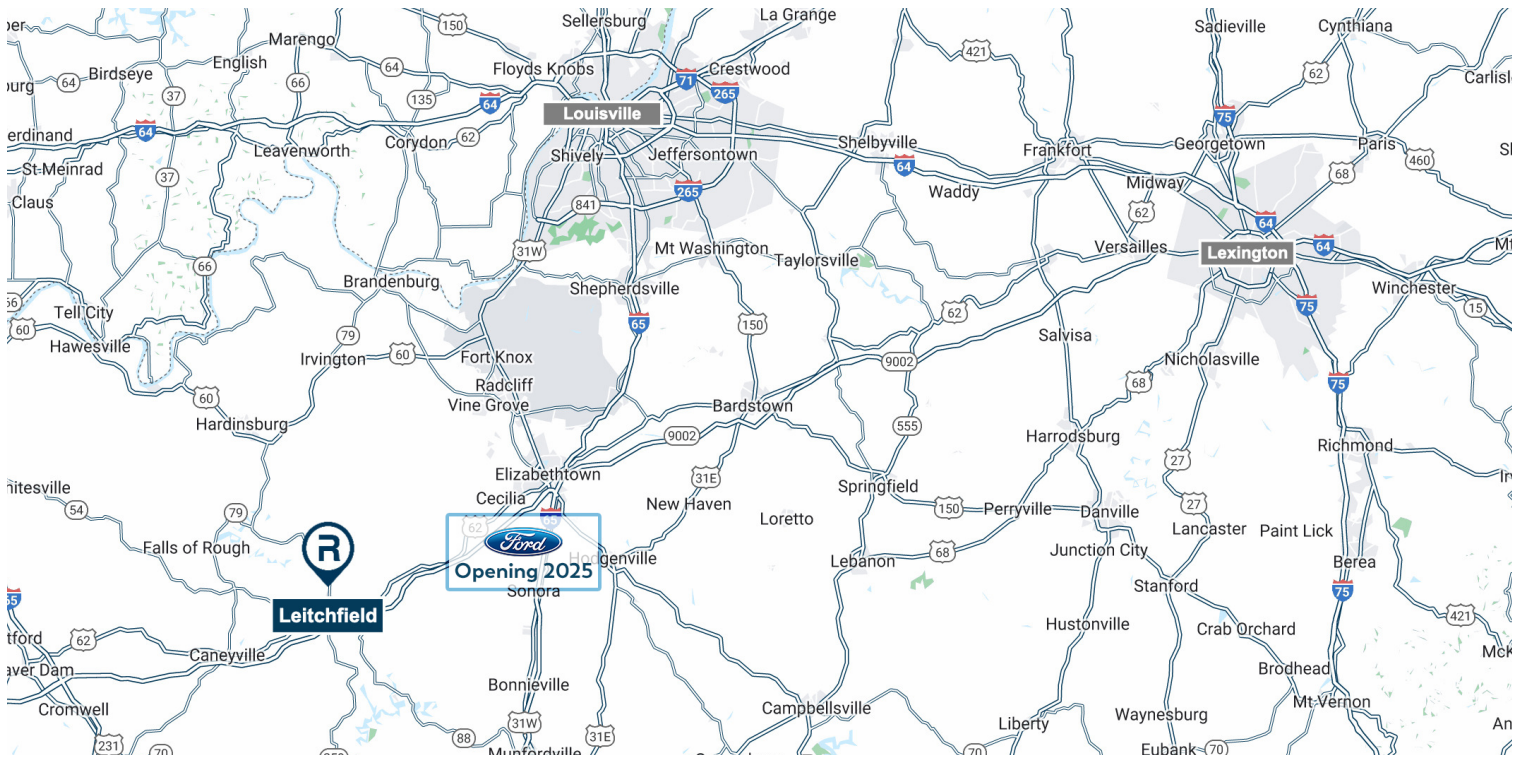 Sellersburg
La Grange
150
Sadieville
Cynthiana
Marengo
421
English
Floyds Knobs
Crestwood
Birdseye
64
64
71
62
66
37
135
64
265
Louisville
75
64
Leavenworth
Corydon
62
Shively
Jeffersontown
Shelbyville
Frankfort
Georgetown
Paris
460
St Meinrad
37
265
64
Midway
68
Waddy
Claus
841
62
64
31W
Mt Washington
Taylorsville
Versailles
Lexington
64
66
Brandenburg
Shepherdsville
Winchester
Tell City
62
75
15
60
65
150
79
Salvisa
Hawesville
Irvington
60
Fort Knox
9002
Nicholasville
Radcliff
68
75
60
Vine Grove
Bardstown
Hardinsburg
9002
555
Harrodsburg
Richmond
27
Elizabethtown
31E
Springfield
Cecilia
New Haven
54
79
Loretto
150
Perryville
Danville
27
62
65
Lancaster
Paint Lick
Falls of Rough
R
Ford
Hodgenville
Lebanon
68
Junction City
Berea
Opening 2025
Stanford
75
Sonora
Leitchfield
421
62
Hustonville
Crab Orchard
Caneyville
Brodhead
Bonnieville
Mt Vernon
Cromwell
Campbellsville
Waynesburg
31W
Liberty
231
88
31E
Munfordville
70
70
70
Eubank